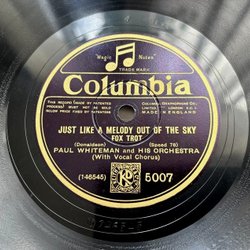 "Magic Notes"
TRADE MARK
Columbia
THIS RECORD MADE BY PATENTED
PROCESS & MUST NOT BE SOLD
BELOW PRICE FIXED BY PATENTEES
COLUMBIA GRAPHOPHONE CO.
LIMITED - LONDON - E.C.1
MADE IN ENGLAND
JUST LIKE A MELODY OUT OF THE SKY
FOX TROT
(Donaldson) (Speed 78)
PAUL WHITEMAN AND HIS ORCHESTRA
(With Vocal Chorus)
(146545) 5007